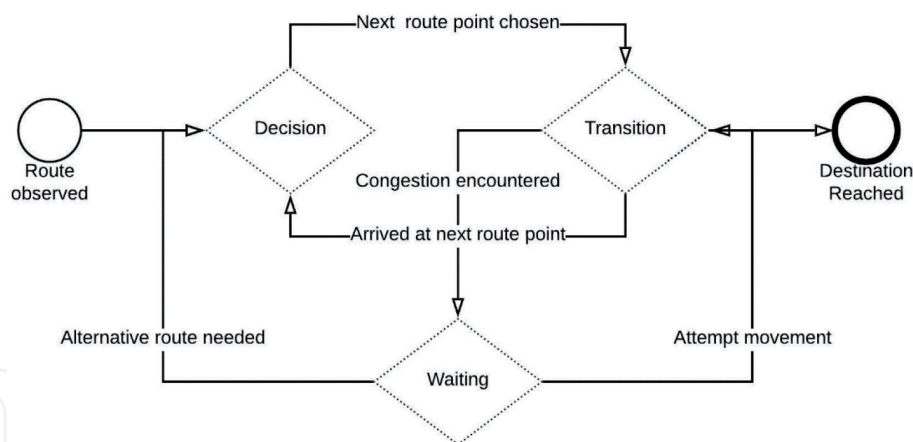 Next route point chosen
Decision
Transition
Route
observed
Destination
Reached
Congestion encountered
Arrived at next route point
Alternative route needed
Attempt movement
Waiting